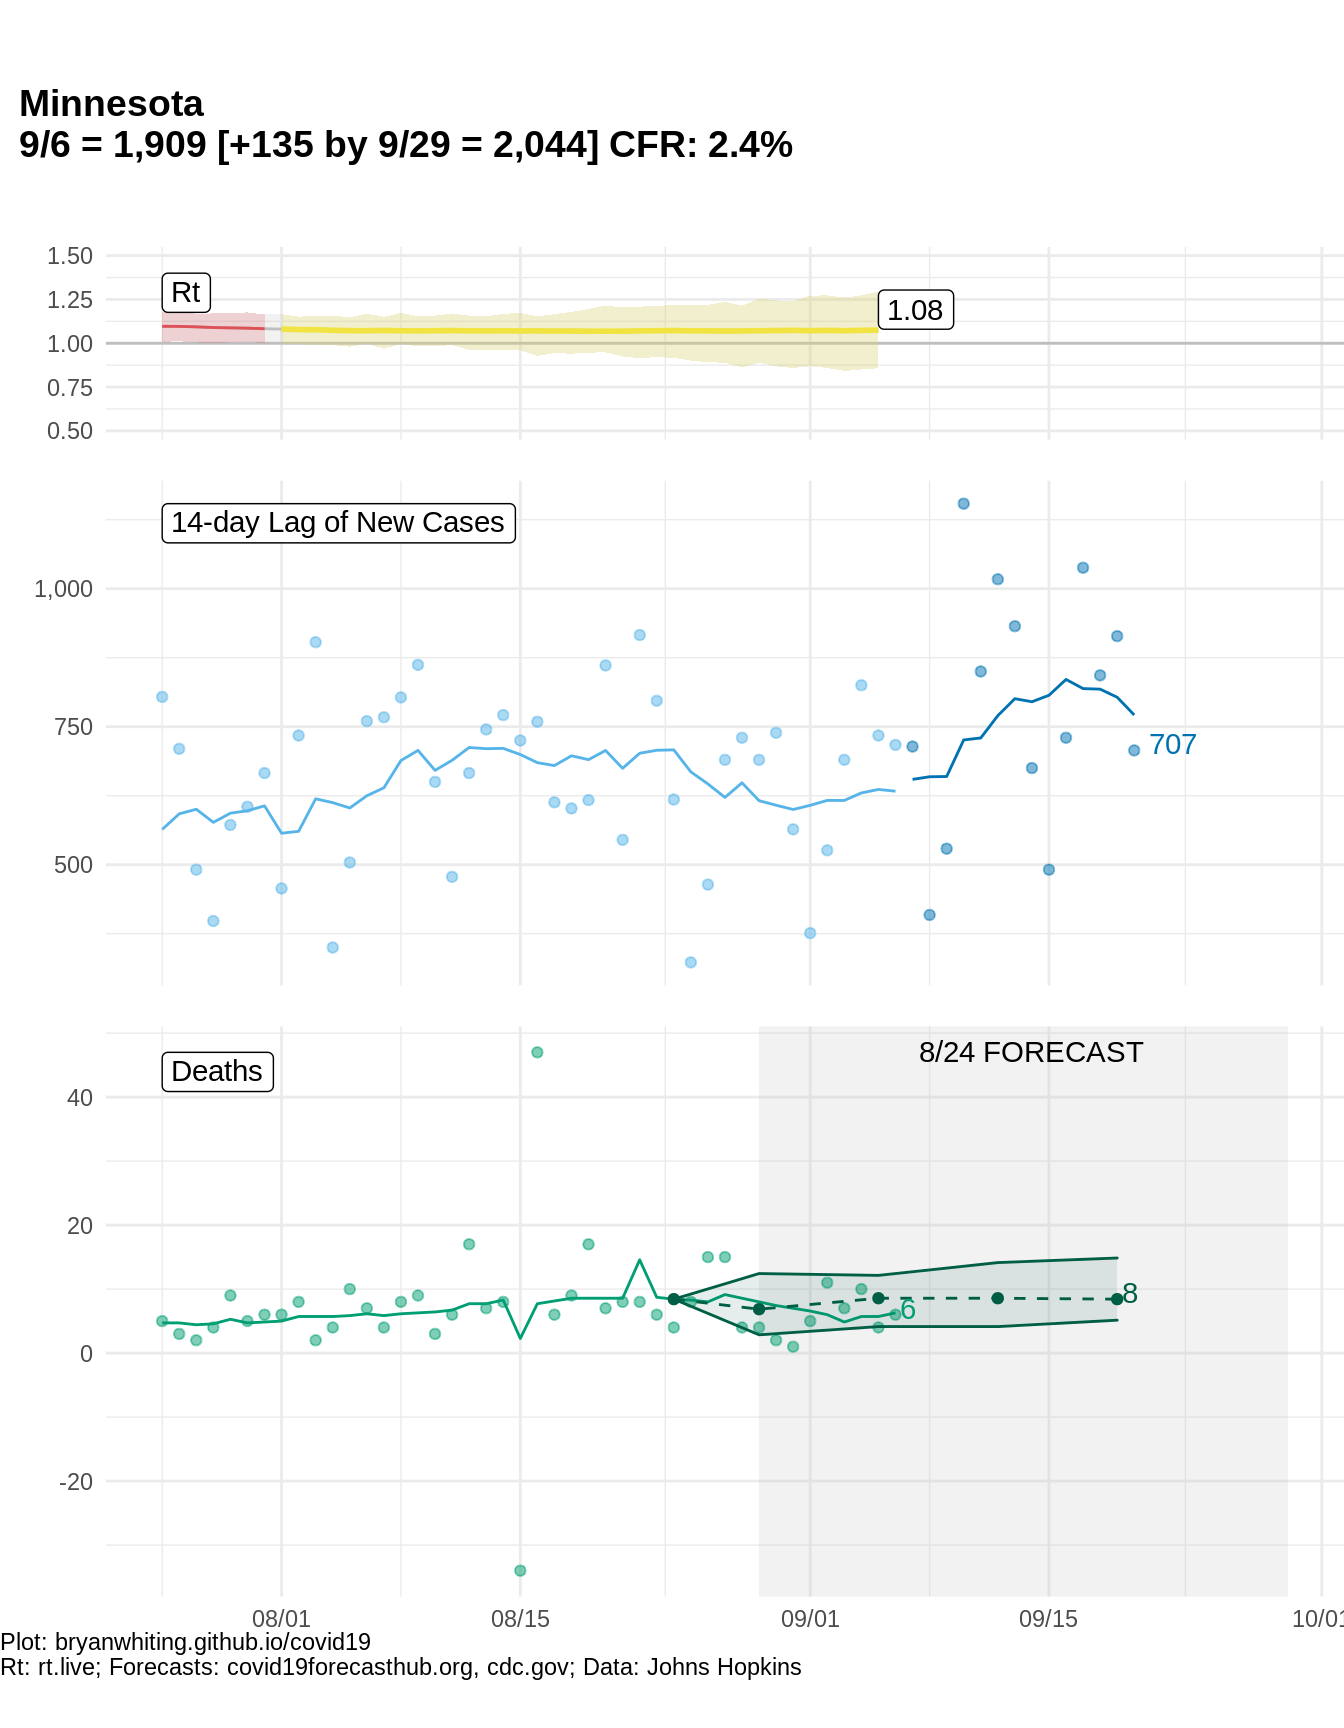 Minnesota
9/6 = 1,909 [+135 by 9/29 = 2,044] CFR: 2.4%
1.50
1.25
1.00
0.75
0.50
Rt
1.08
14-day Lag of New Cases
1,000
750
500
707
Deaths
8/24 FORECAST
40
20
0
-20
8
6
08/01
08/15
09/01
09/15
10/01
Plot: bryanwhiting.github.io/covid19
Rt: rt.live; Forecasts: covid19forecasthub.org, cdc.gov; Data: Johns Hopkins